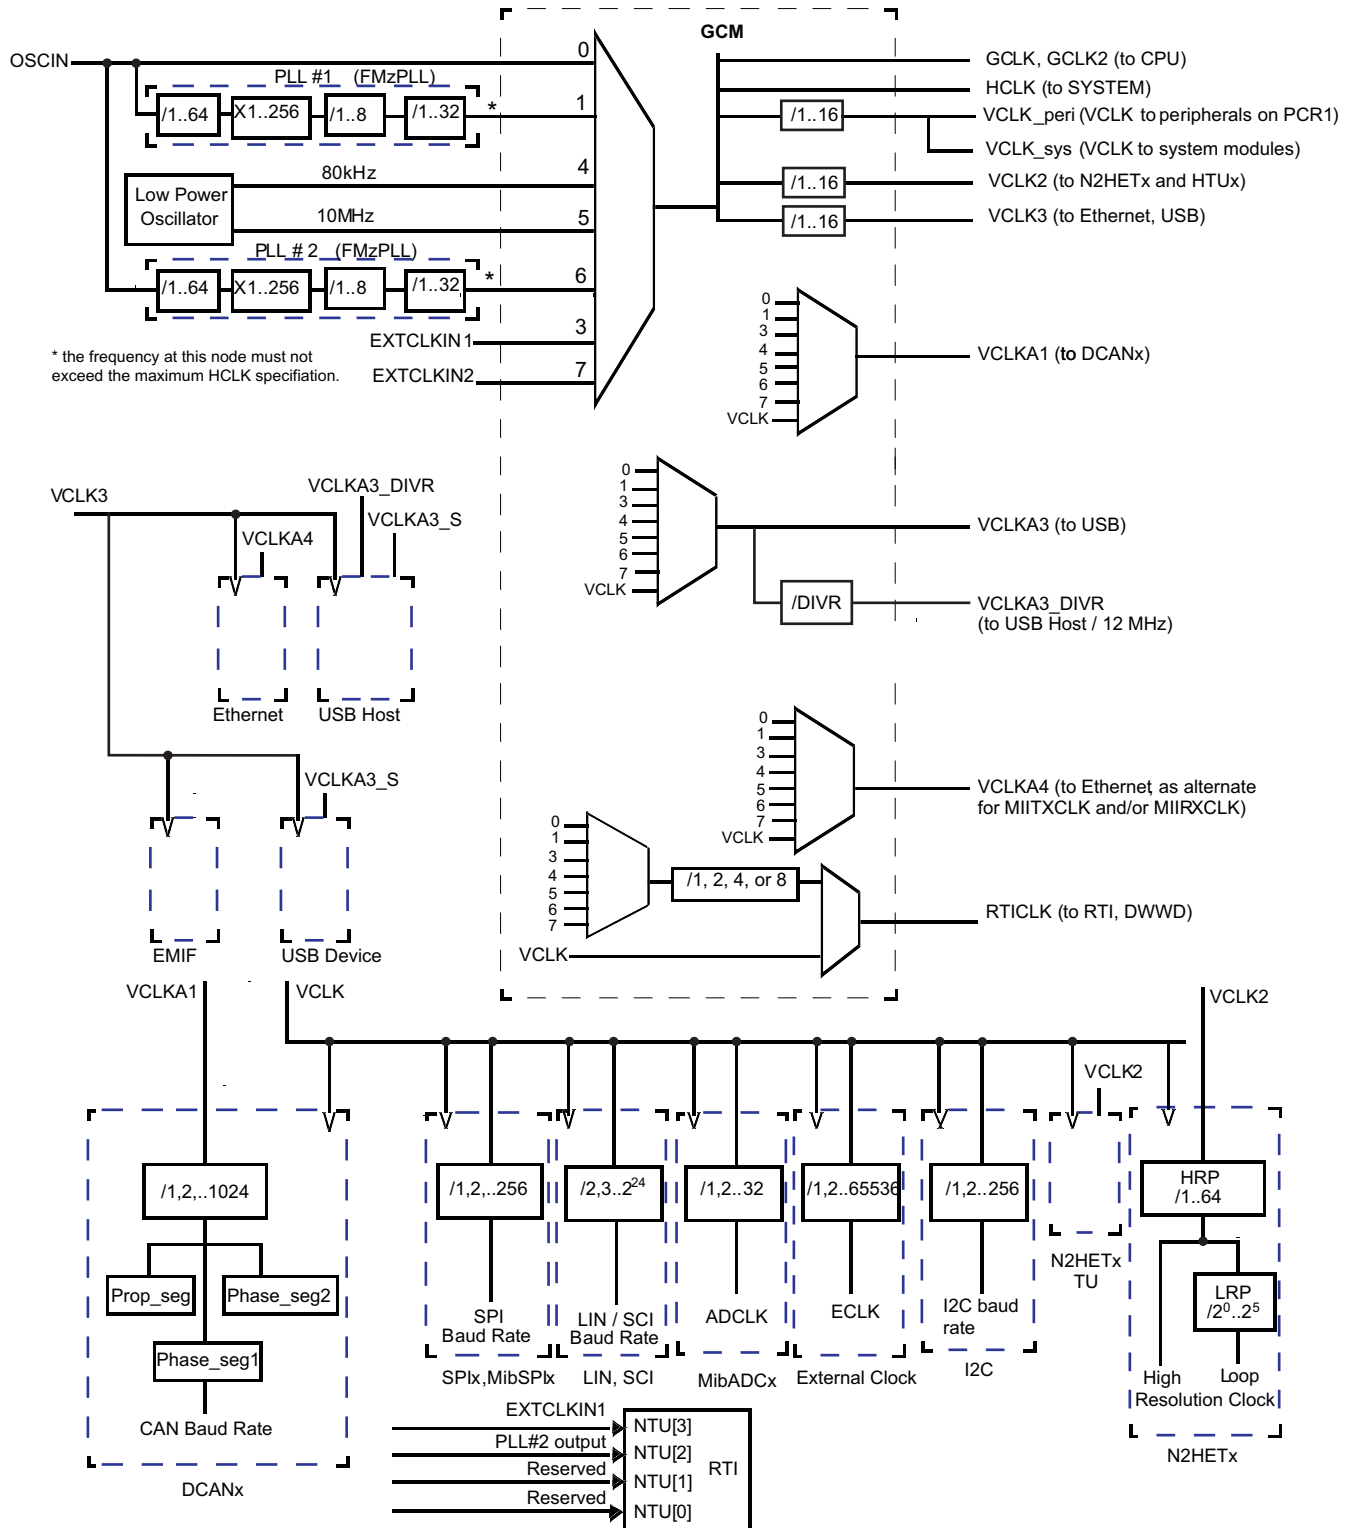 GCM
OSCIN
0
PLL #1 (FMzPLL)
/1..64
X1..256
/1..8
/1..32
*
1
80kHz
4
Low Power
Oscillator
10MHz
5
PLL # 2 (FMzPLL)
/1..64
X1..256
/1..8
/1..32
*
6
EXTCLKIN1
3
EXTCLKIN2
7
* the frequency at this node must not
exceed the maximum HCLK specifiation.
GCLK, GCLK2 (to CPU)
HCLK (to SYSTEM)
/1..16
VCLK_peri (VCLK to peripherals on PCR1)
VCLK_sys (VCLK to system modules)
/1..16
VCLK2 (to N2HETx and HTUx)
/1..16
VCLK3 (to Ethernet, USB)
0
1
3
4
5
6
7
VCLK
VCLKA1 (to DCANx)
0
1
3
4
5
6
7
VCLK
VCLKA3 (to USB)
/DIVR
VCLKA3_DIVR
(to USB Host / 12 MHz)
0
1
3
4
5
6
7
VCLK
VCLKA4 (to Ethernet, as alternate
for MIITXCLK and/or MIIRXCLK)
0
1
3
4
5
6
7
/1, 2, 4, or 8
VCLK
RTICLK (to RTI, DWWD)
VCLK3
VCLKA3_DIVR
VCLKA3_S
VCLKA4
Ethernet
USB Host
VCLKA3_S
EMIF
USB Device
VCLKA1
VCLK
VCLK2
VCLK2
/1,2,..1024
Prop_seg
Phase_seg2
Phase_seg1
CAN Baud Rate
DCANx
/1,2,..256
SPI
Baud Rate
SPIx,MibSPIx
/2,3..2²⁴
LIN / SCI
Baud Rate
LIN, SCI
/1,2..32
ADCLK
MibADCx
/1,2..65536
ECLK
External Clock
/1,2..256
I2C baud
rate
I2C
N2HETx
TU
HRP
/1..64
LRP
/2⁰..2⁵
High
Loop
Resolution Clock
N2HETx
EXTCLKIN1
NTU[3]
PLL#2 output
NTU[2]
Reserved
NTU[1]
Reserved
NTU[0]
RTI